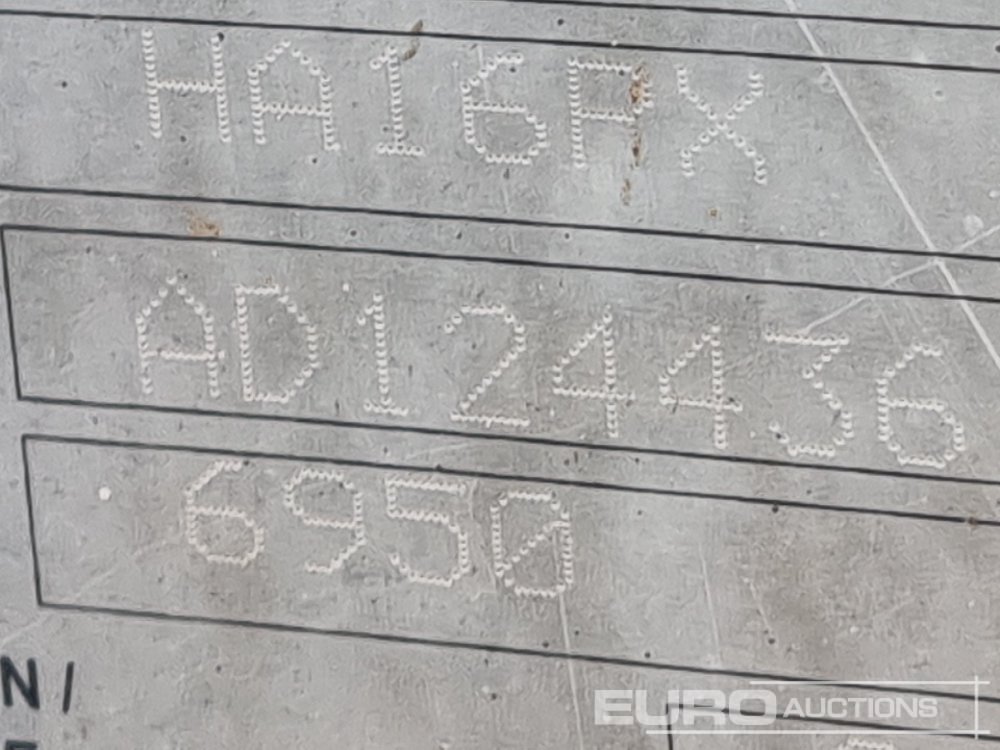 HA16PX
AD124436
6950
N /
EURO AUCTIONS